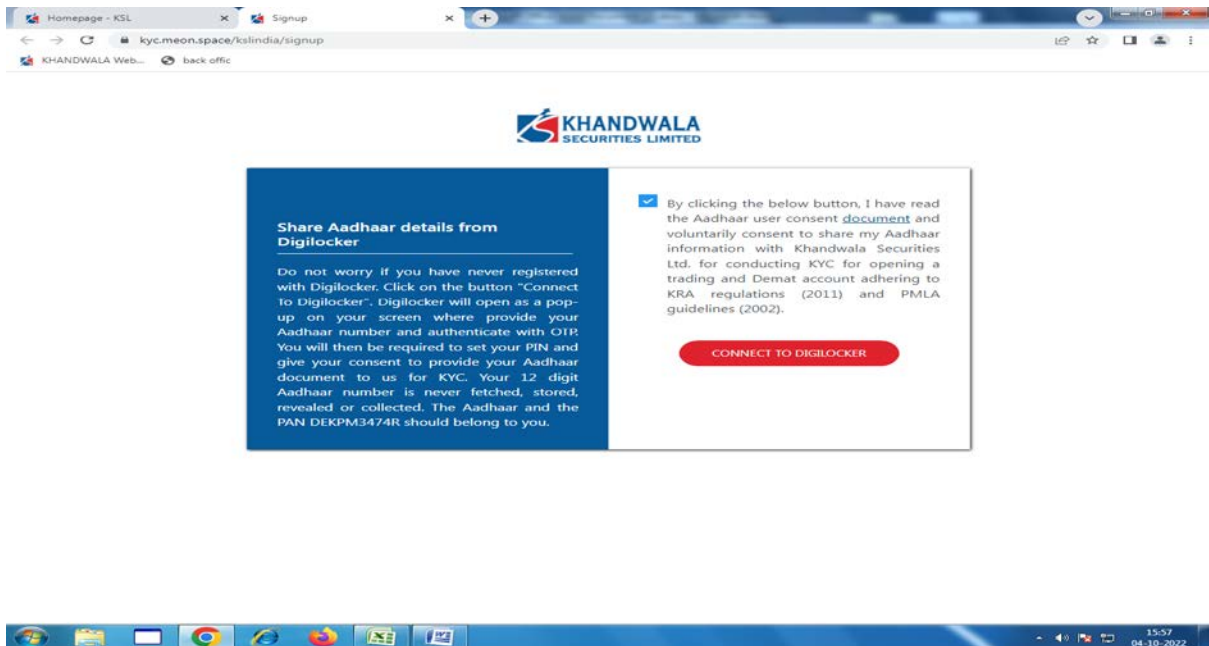 Homepage - KSL
Signup
kyc.meon.space/kslindia/signup
KHANDWALA Web...
back offic
KHANDWALA
SECURITIES LIMITED
Share Aadhaar details from
Digilocker
Do not worry if you have never registered
with Digilocker. Click on the button "Connect
To Digilocker". Digilocker will open as a pop-
up on your screen where provide your
Aadhaar number and authenticate with OTP.
You will then be required to set your PIN and
give your consent to provide your Aadhaar
document to us for KYC. Your 12 digit
Aadhaar number is never fetched, stored,
revealed or collected. The Aadhaar and the
PAN DEKPM3474R should belong to you.
By clicking the below button, I have read
the Aadhaar user consent document and
voluntarily consent to share my Aadhaar
information with Khandwala Securities
Ltd. for conducting KYC for opening a
trading and Demat account adhering to
KRA regulations (2011) and PMLA
guidelines (2002).
CONNECT TO DIGILOCKER
15:57
04-10-2022